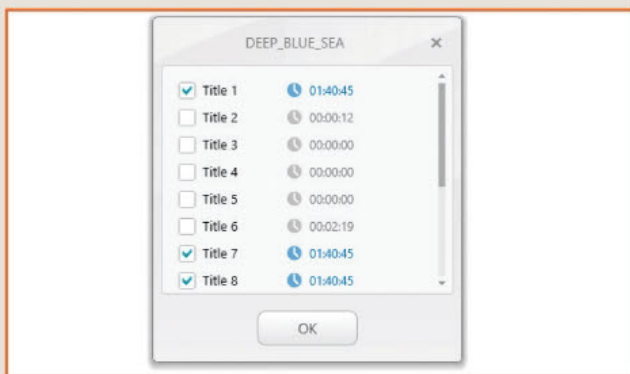 DEEP_BLUE_SEA
Title 1 01:40:45
Title 2 00:00:12
Title 3 00:00:00
Title 4 00:00:00
Title 5 00:00:00
Title 6 00:02:19
Title 7 01:40:45
Title 8 01:40:45
OK